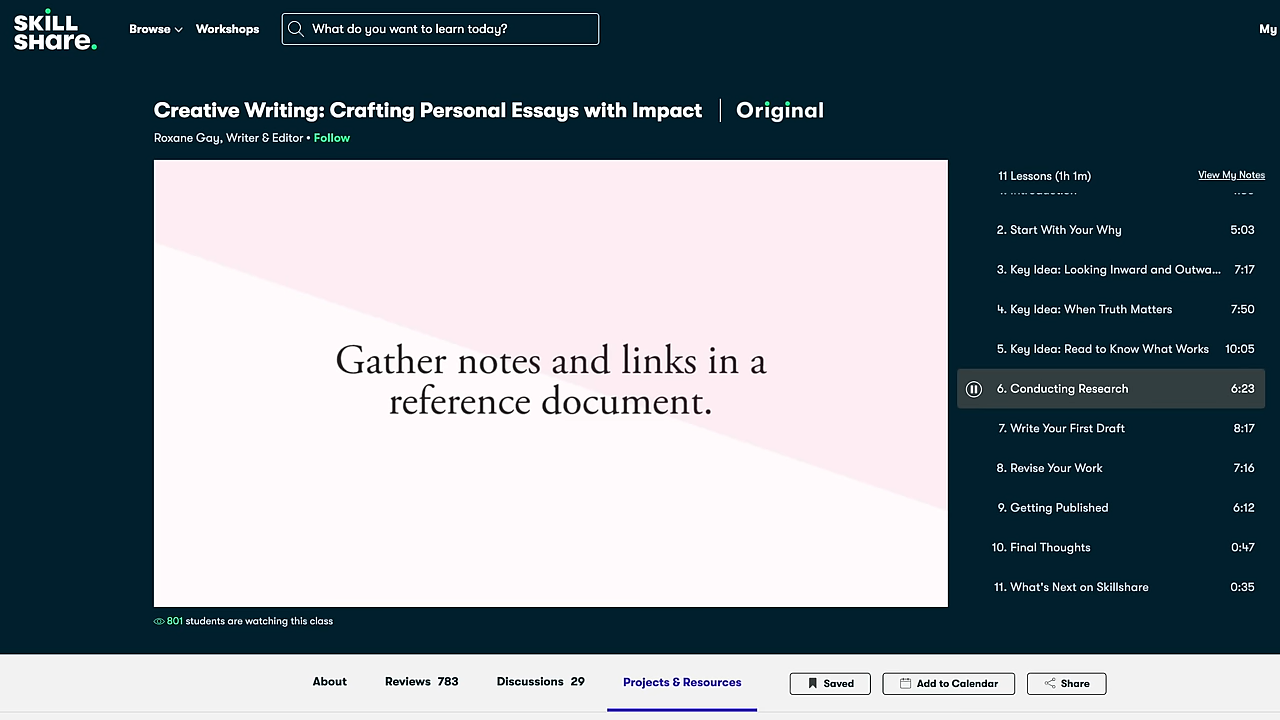 SKILL
SHare.
Browse
Workshops
What do you want to learn today?
My
Creative Writing: Crafting Personal Essays with Impact | Original
Roxane Gay, Writer & Editor • Follow
Gather notes and links in a
reference document.
801 students are watching this class
11 Lessons (1h 1m)
View My Notes
2. Start With Your Why 5:03
3. Key Idea: Looking Inward and Outwa... 7:17
4. Key Idea: When Truth Matters 7:50
5. Key Idea: Read to Know What Works 10:05
6. Conducting Research 6:23
7. Write Your First Draft 8:17
8. Revise Your Work 7:16
9. Getting Published 6:12
10. Final Thoughts 0:47
11. What's Next on Skillshare 0:35
About
Reviews 783
Discussions 29
Projects & Resources
Saved
Add to Calendar
Share